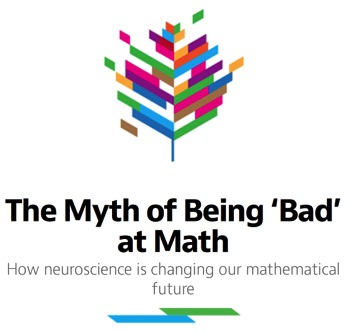 The Myth of Being ‘Bad’
at Math
How neuroscience is changing our mathematical
future